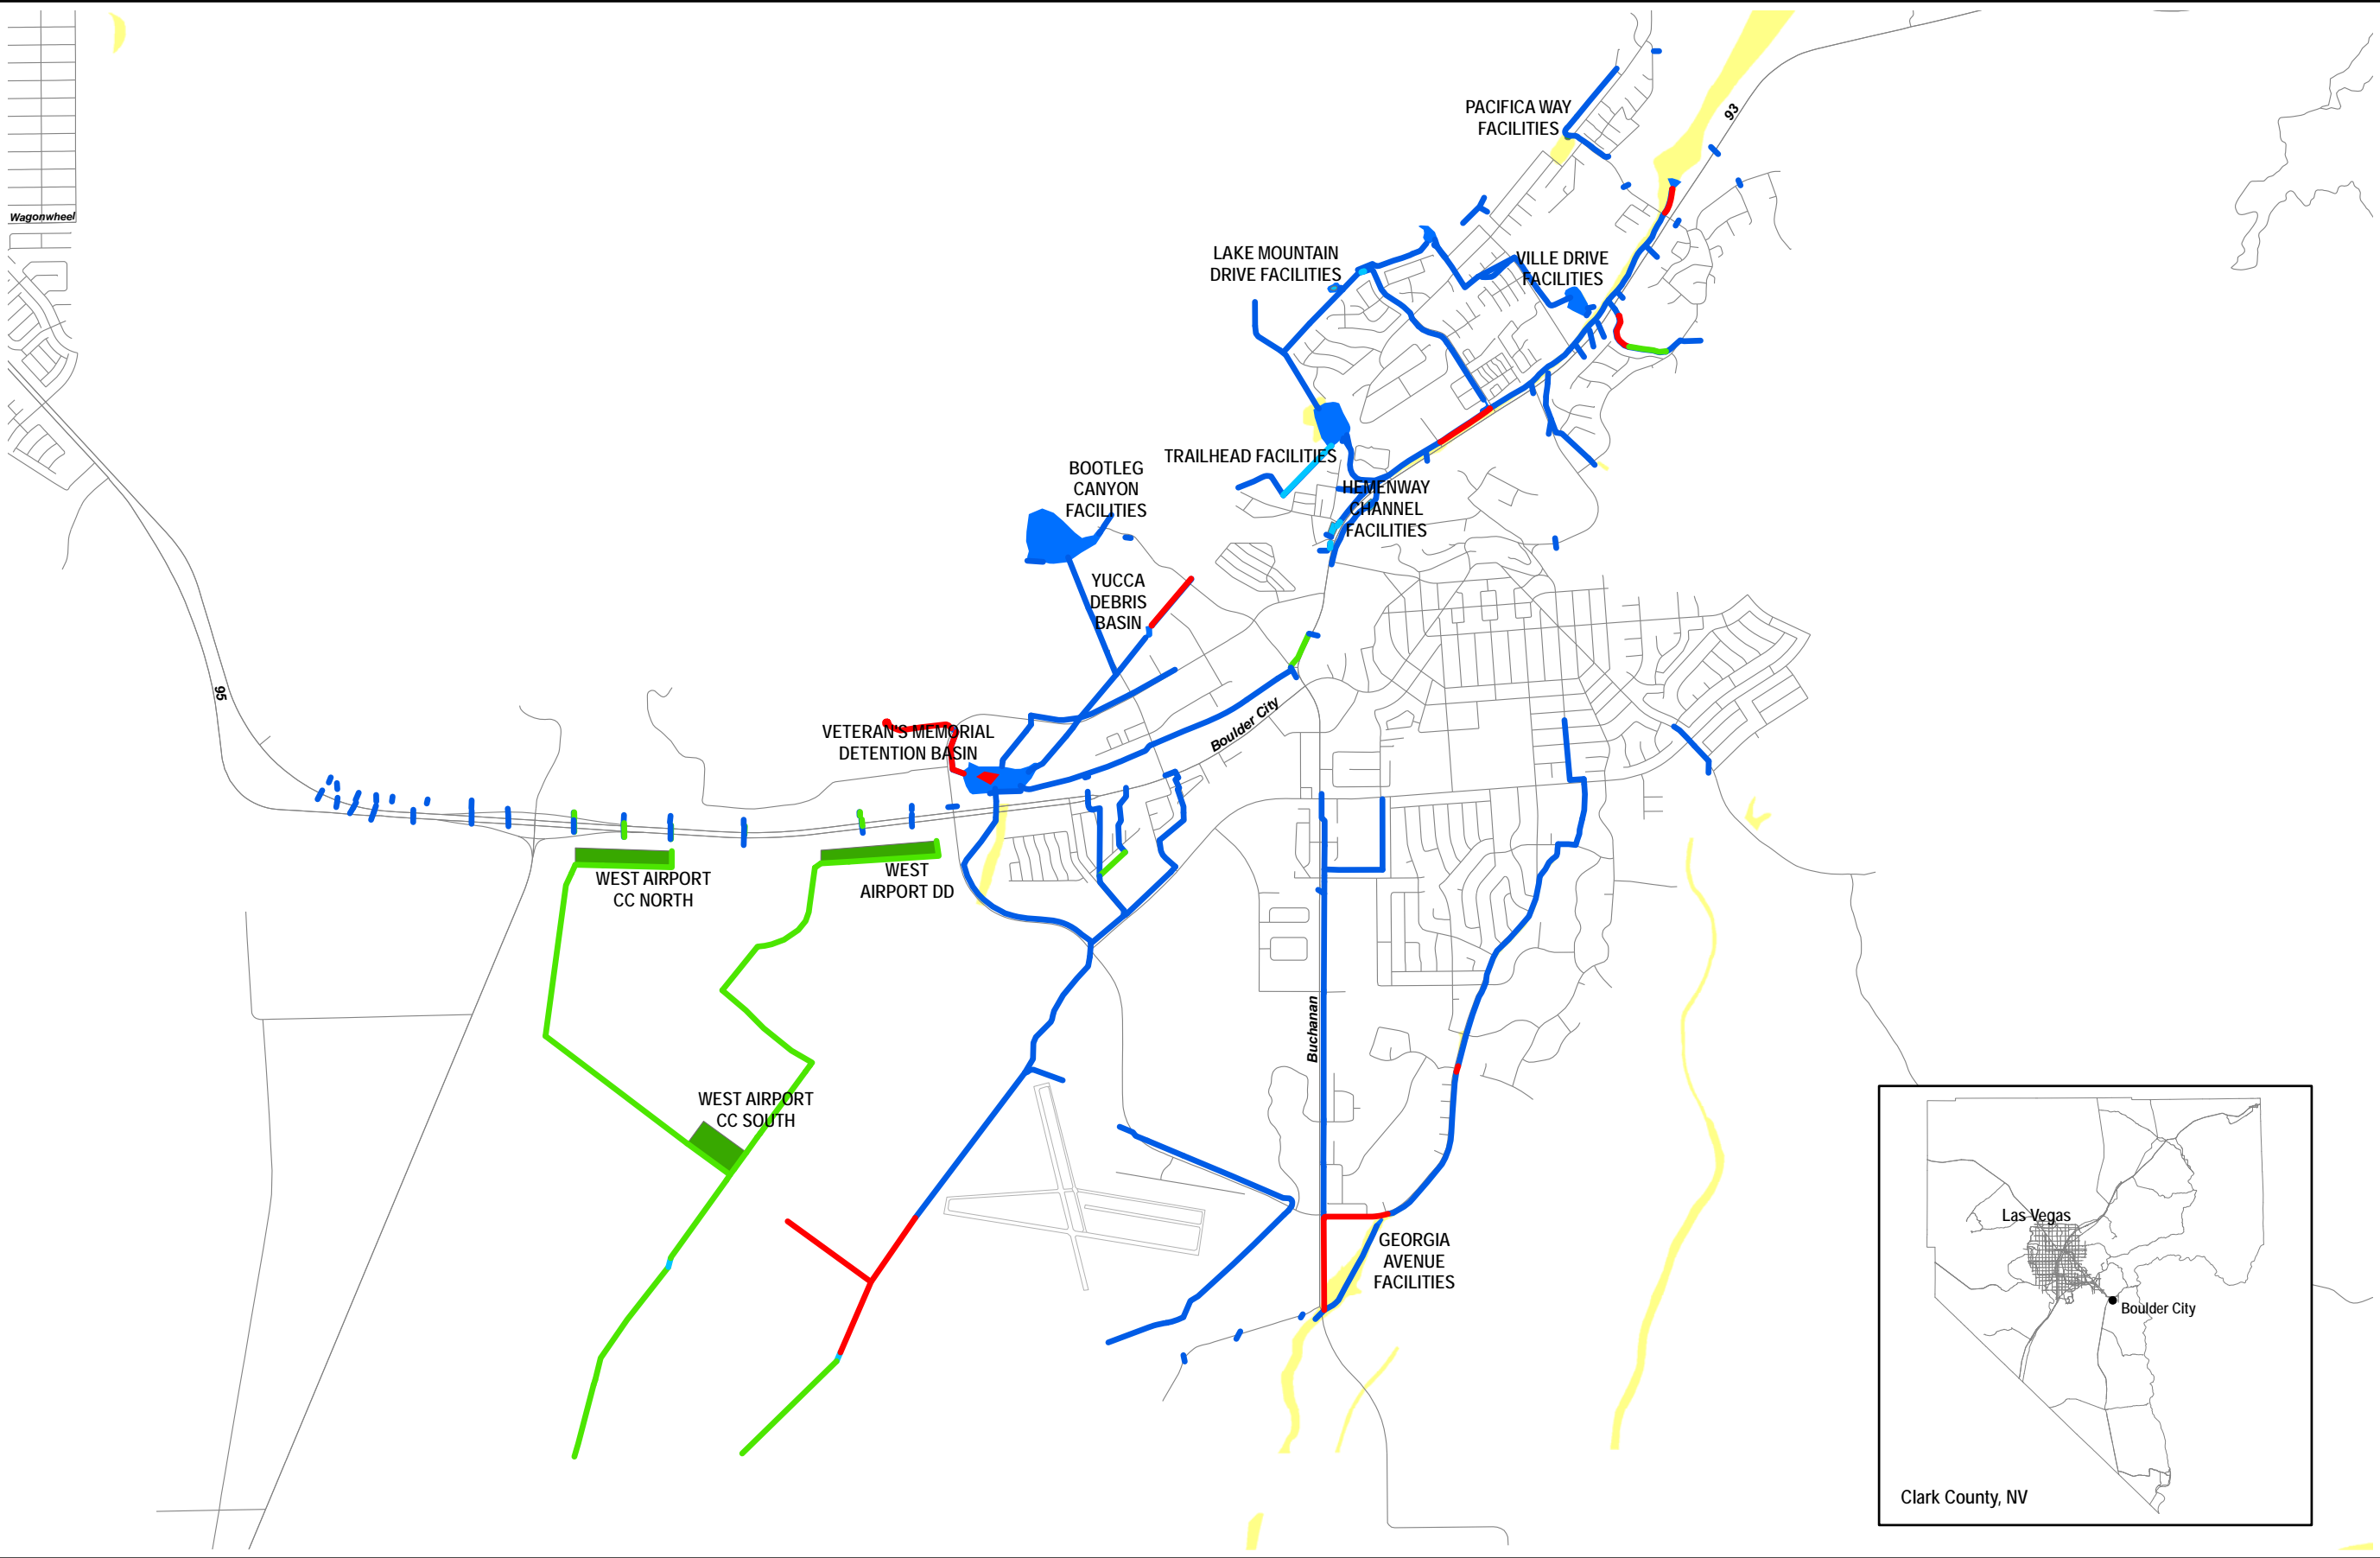 PACIFICA WAY
FACILITIES
93
Wagonwheel
LAKE MOUNTAIN
DRIVE FACILITIES
VILLE DRIVE
FACILITIES
TRAILHEAD FACILITIES
BOOTLEG
CANYON
FACILITIES
HEMENWAY
CHANNEL
FACILITIES
YUCCA
DEBRIS
BASIN
95
Boulder City
VETERAN'S MEMORIAL
DETENTION BASIN
WEST AIRPORT
CC NORTH
WEST
AIRPORT DD
Buchanan
WEST AIRPORT
CC SOUTH
GEORGIA
AVENUE
FACILITIES
Las Vegas
Boulder City
Clark County, NV